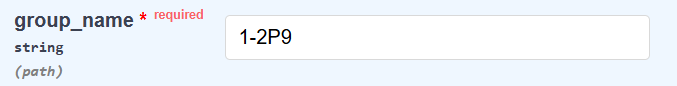 group_name * required
1-2P9
string
(path)